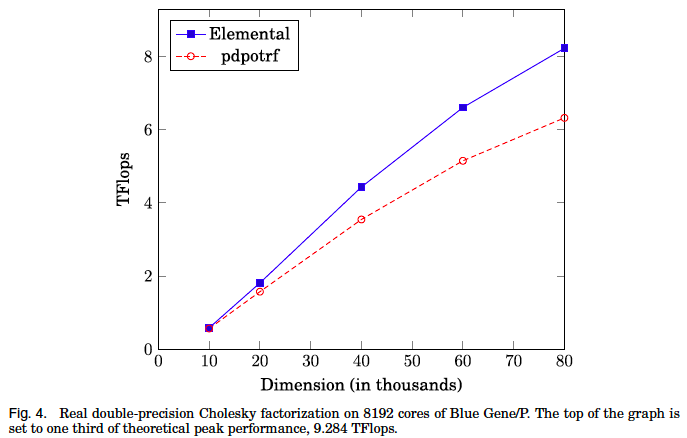 Elemental
pdpotrf
8
6
4
2
0
TFlops
0 10 20 30 40 50 60 70 80
Dimension (in thousands)
Fig. 4. Real double-precision Cholesky factorization on 8192 cores of Blue Gene/P. The top of the graph is
set to one third of theoretical peak performance, 9.284 TFlops.